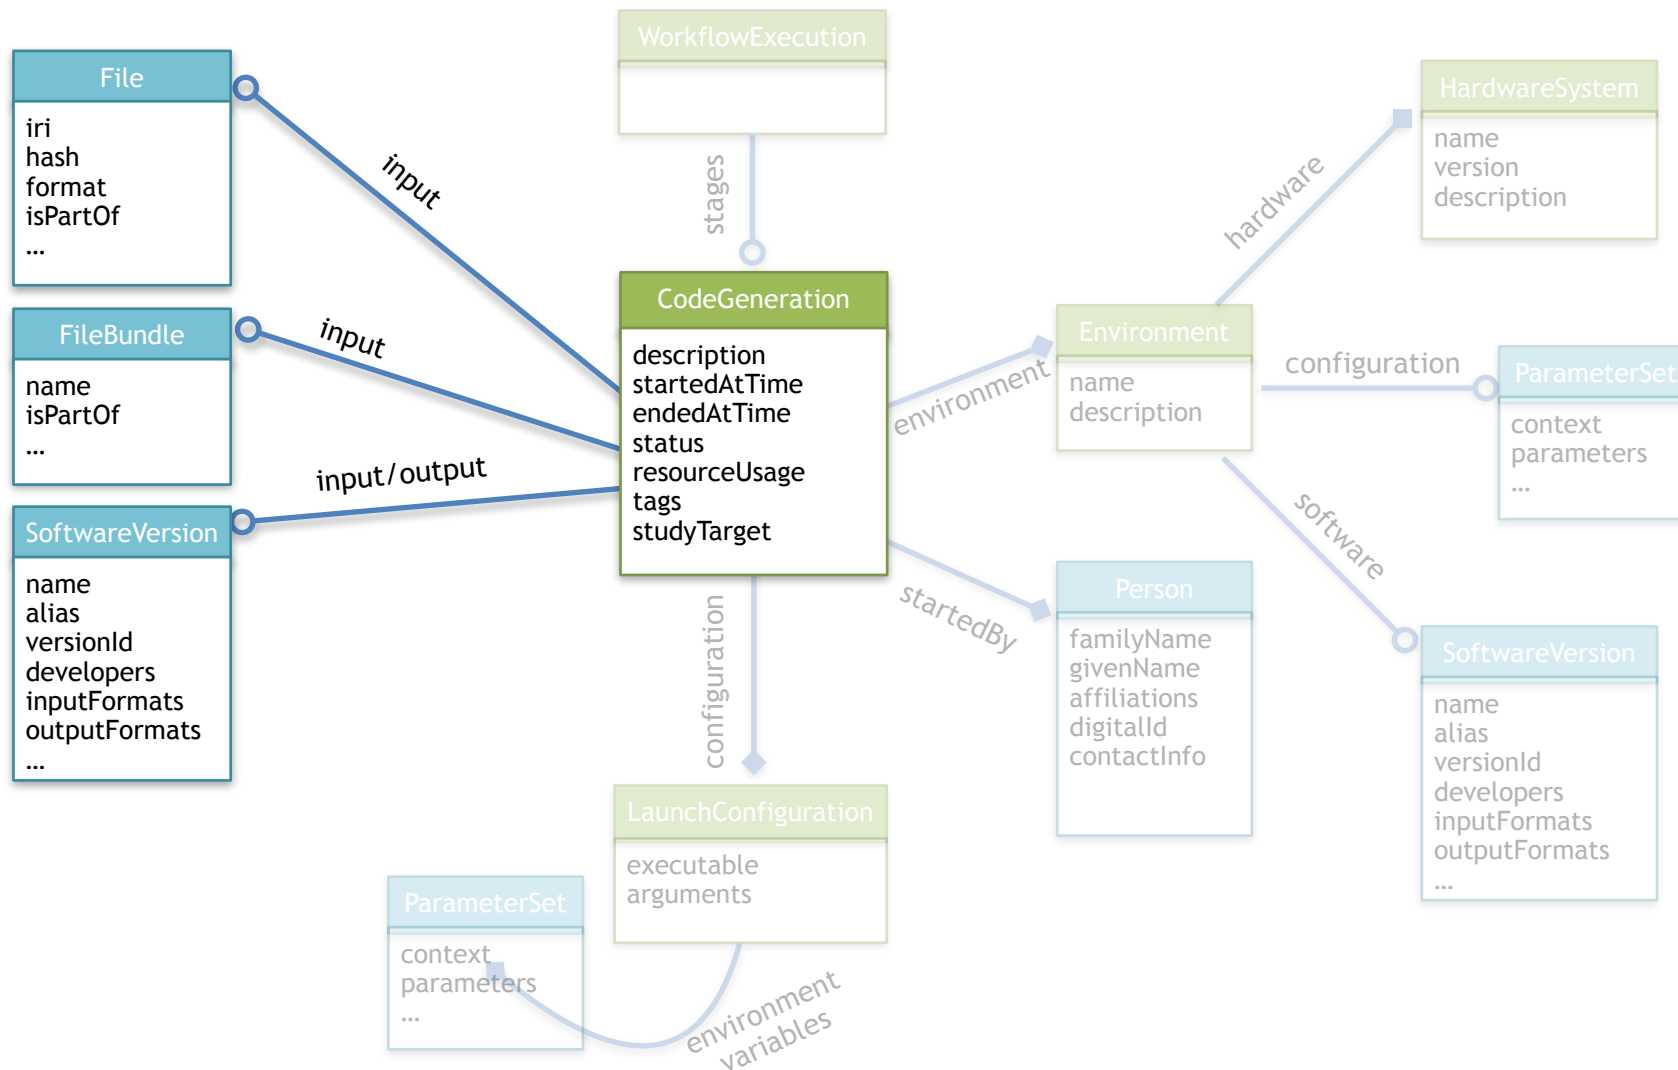 File
iri
hash
format
isPartOf
...
FileBundle
name
isPartOf
...
SoftwareVersion
name
alias
versionId
developers
inputFormats
outputFormats
...
input
input
input/output
WorkflowExecution
stages
CodeGeneration
description
startedAtTime
endedAtTime
status
resourceUsage
tags
studyTarget
configuration
LaunchConfiguration
executable
arguments
ParameterSet
context
parameters
...
environment
variables
environment
startedBy
Environment
name
description
Person
familyName
givenName
affiliations
digitalId
contactInfo
hardware
configuration
software
HardwareSystem
name
version
description
ParameterSet
context
parameters
...
SoftwareVersion
name
alias
versionId
developers
inputFormats
outputFormats
...